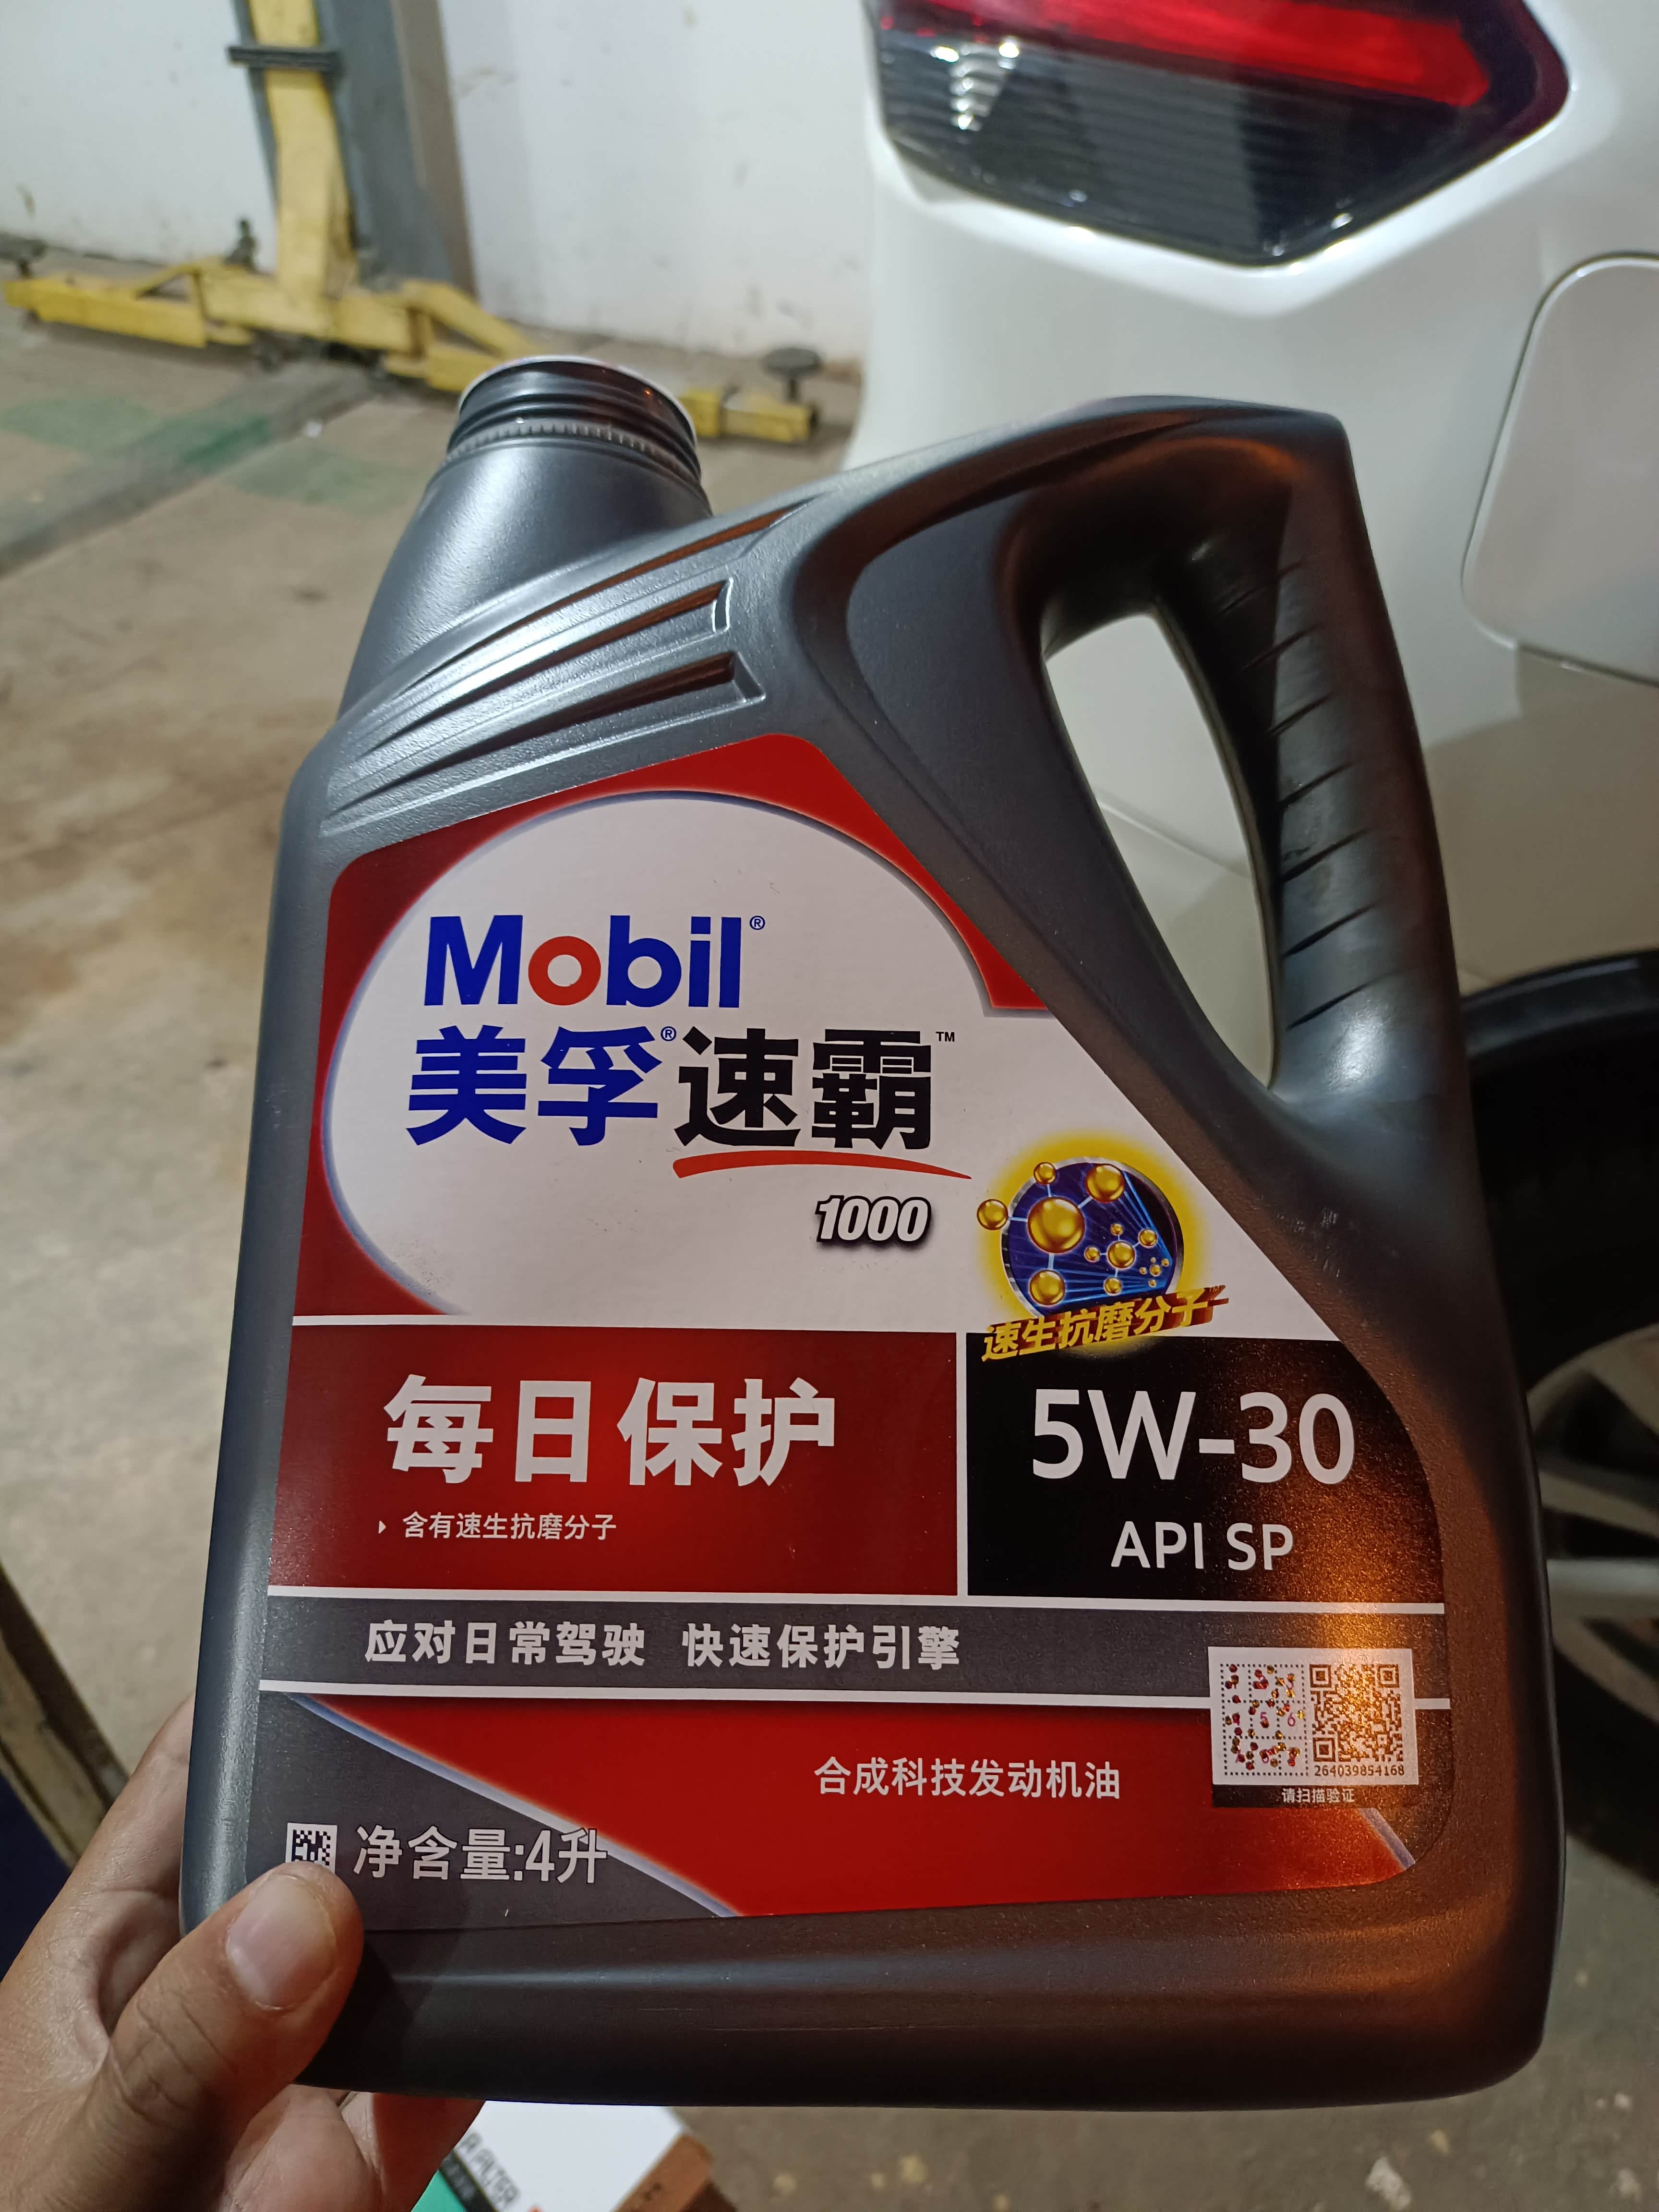 Mobil®
美孚®速霸™
1000
速生抗磨分子
每日保护
含有速生抗磨分子
5W-30
API SP
应对日常驾驶 快速保护引擎
合成科技发动机油
5 6
264039854168
请扫描验证
净含量:4升